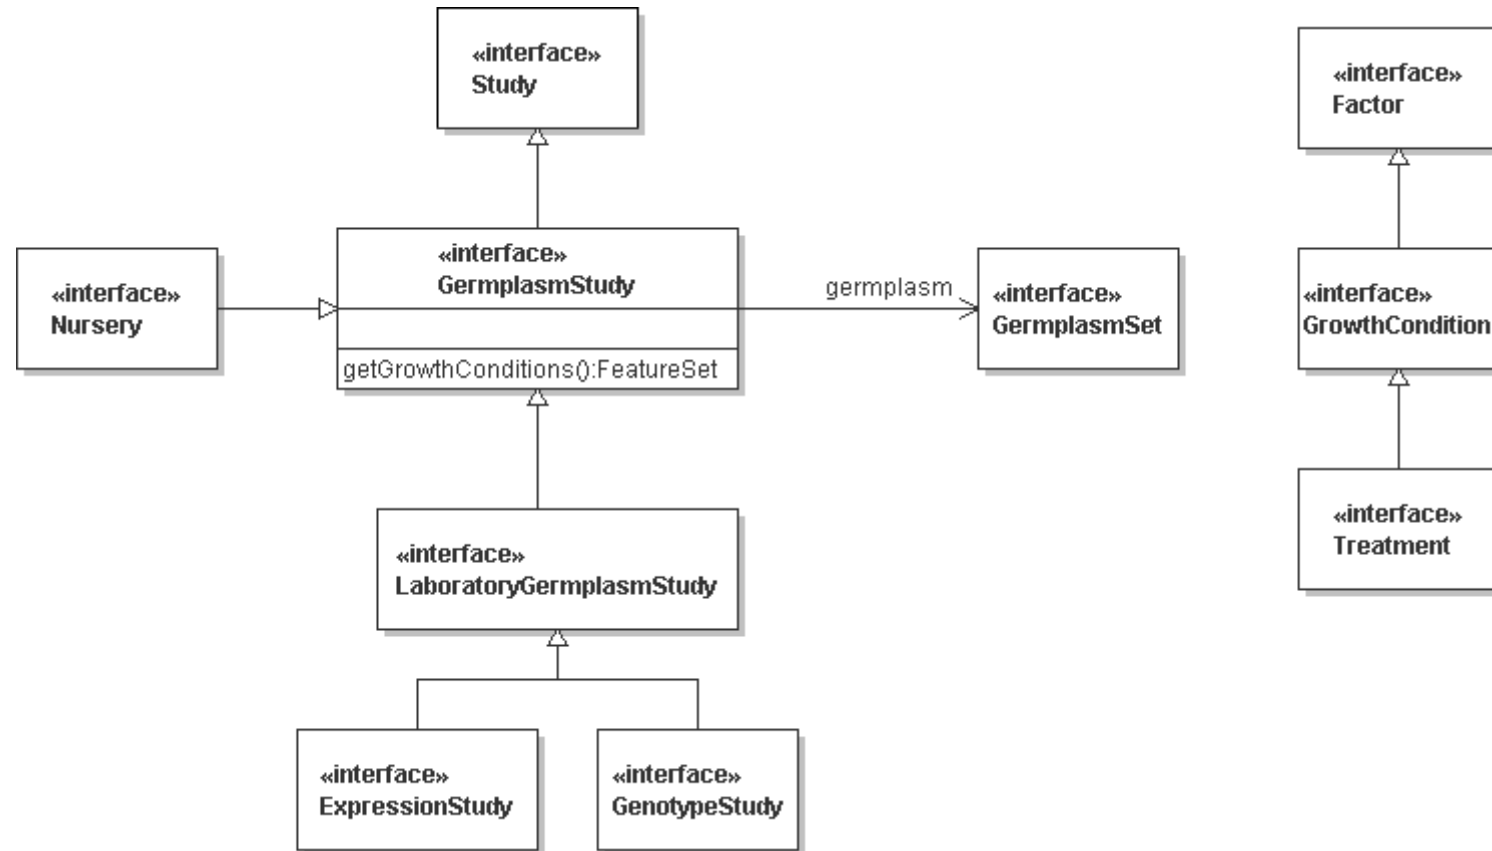 «interface»
Study
«interface»
Factor
«interface»
GermplasmStudy
getGrowthConditions():FeatureSet
«interface»
Nursery
germplasm
«interface»
GermplasmSet
«interface»
GrowthCondition
«interface»
LaboratoryGermplasmStudy
«interface»
Treatment
«interface»
ExpressionStudy
«interface»
GenotypeStudy